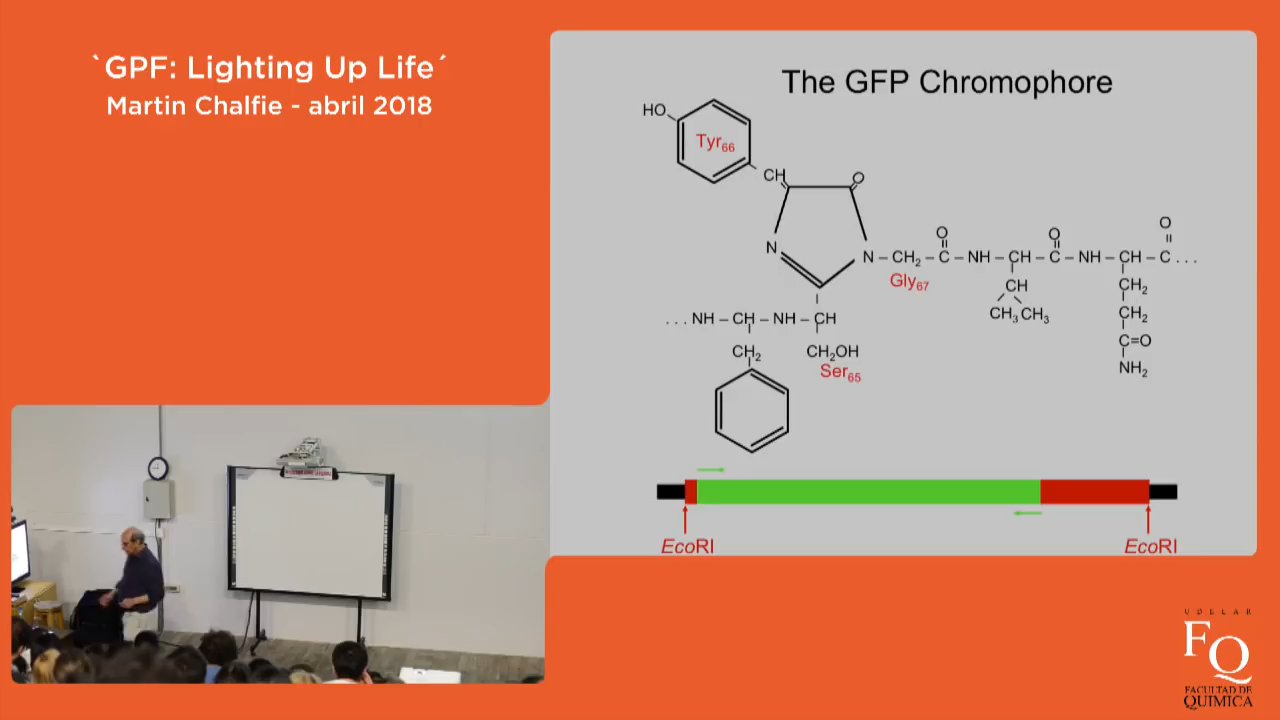 `GPF: Lighting Up Life´
Martin Chalfie - abril 2018
The GFP Chromophore
HO
Tyr66
CH
O
N
N – CH2 – C – NH – CH – C – NH – CH – C . . .
O
O
O
Gly67
CH
CH3 CH3
CH2
CH2
C=O
NH2
. . . NH – CH – NH – CH
CH2
CH2OH
Ser65
EcoRI
EcoRI
UDELAR
FQ
FACULTAD DE
QUIMICA